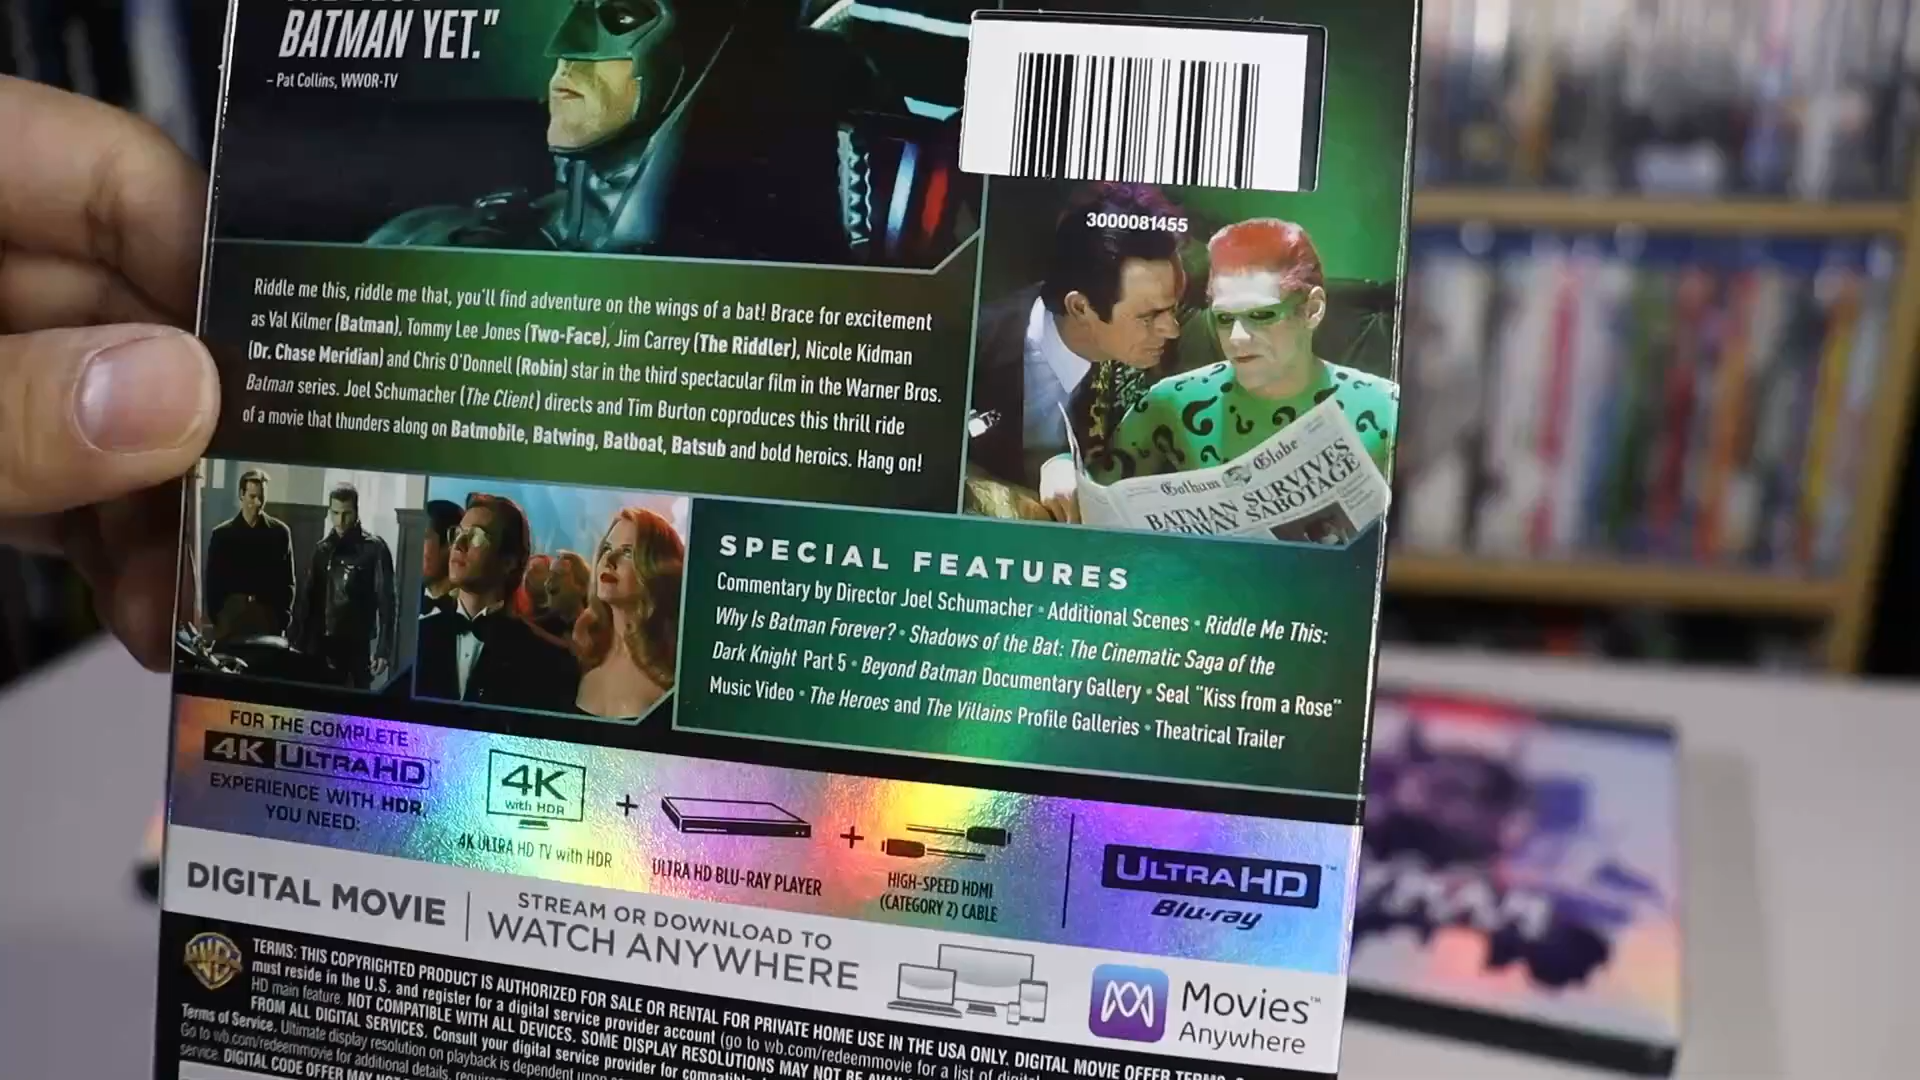 BATMAN YET."
– Pat Collins, WWOR-TV
3000081455
Riddle me this, riddle me that, you'll find adventure on the wings of a bat! Brace for excitement
as Val Kilmer (Batman), Tommy Lee Jones (Two-Face), Jim Carrey (The Riddler), Nicole Kidman
(Dr. Chase Meridian) and Chris O'Donnell (Robin) star in the third spectacular film in the Warner Bros.
Batman series. Joel Schumacher (The Client) directs and Tim Burton coproduces this thrill ride
of a movie that thunders along on Batmobile, Batwing, Batboat, Batsub and bold heroics. Hang on!
Gotham Globe
BATMAN SURVIVES
SABOTAGE
SPECIAL FEATURES
Commentary by Director Joel Schumacher • Additional Scenes • Riddle Me This:
Why Is Batman Forever? • Shadows of the Bat: The Cinematic Saga of the
Dark Knight Part 5 • Beyond Batman Documentary Gallery • Seal "Kiss from a Rose"
Music Video • The Heroes and The Villains Profile Galleries • Theatrical Trailer
FOR THE COMPLETE
4K ULTRA HD™
EXPERIENCE WITH HDR,
YOU NEED:
4K
with HDR
4K ULTRA HD TV with HDR
+
ULTRA HD BLU-RAY PLAYER
+
HIGH-SPEED HDMI
(CATEGORY 2) CABLE
ULTRA HD™
Blu-ray
DIGITAL MOVIE
STREAM OR DOWNLOAD TO
WATCH ANYWHERE
Movies™
Anywhere
WB
TERMS: THIS COPYRIGHTED PRODUCT IS AUTHORIZED FOR SALE OR RENTAL FOR PRIVATE HOME USE IN THE USA ONLY. DIGITAL MOVIE OFFER TERMS:
must reside in the U.S. and register for a digital service provider account (go to wb.com/redeemmovie for a list of
HD main feature. NOT COMPATIBLE WITH ALL DEVICES. SOME DISPLAY RESOLUTIONS MAY NOT BE
FROM ALL DIGITAL SERVICES. Consult your digital service provider for
Terms of Service. Ultimate display resolution on playback is dependent upon
Go to wb.com/redeemmovie for additional details,
service. DIGITAL CODE OFFER MAY